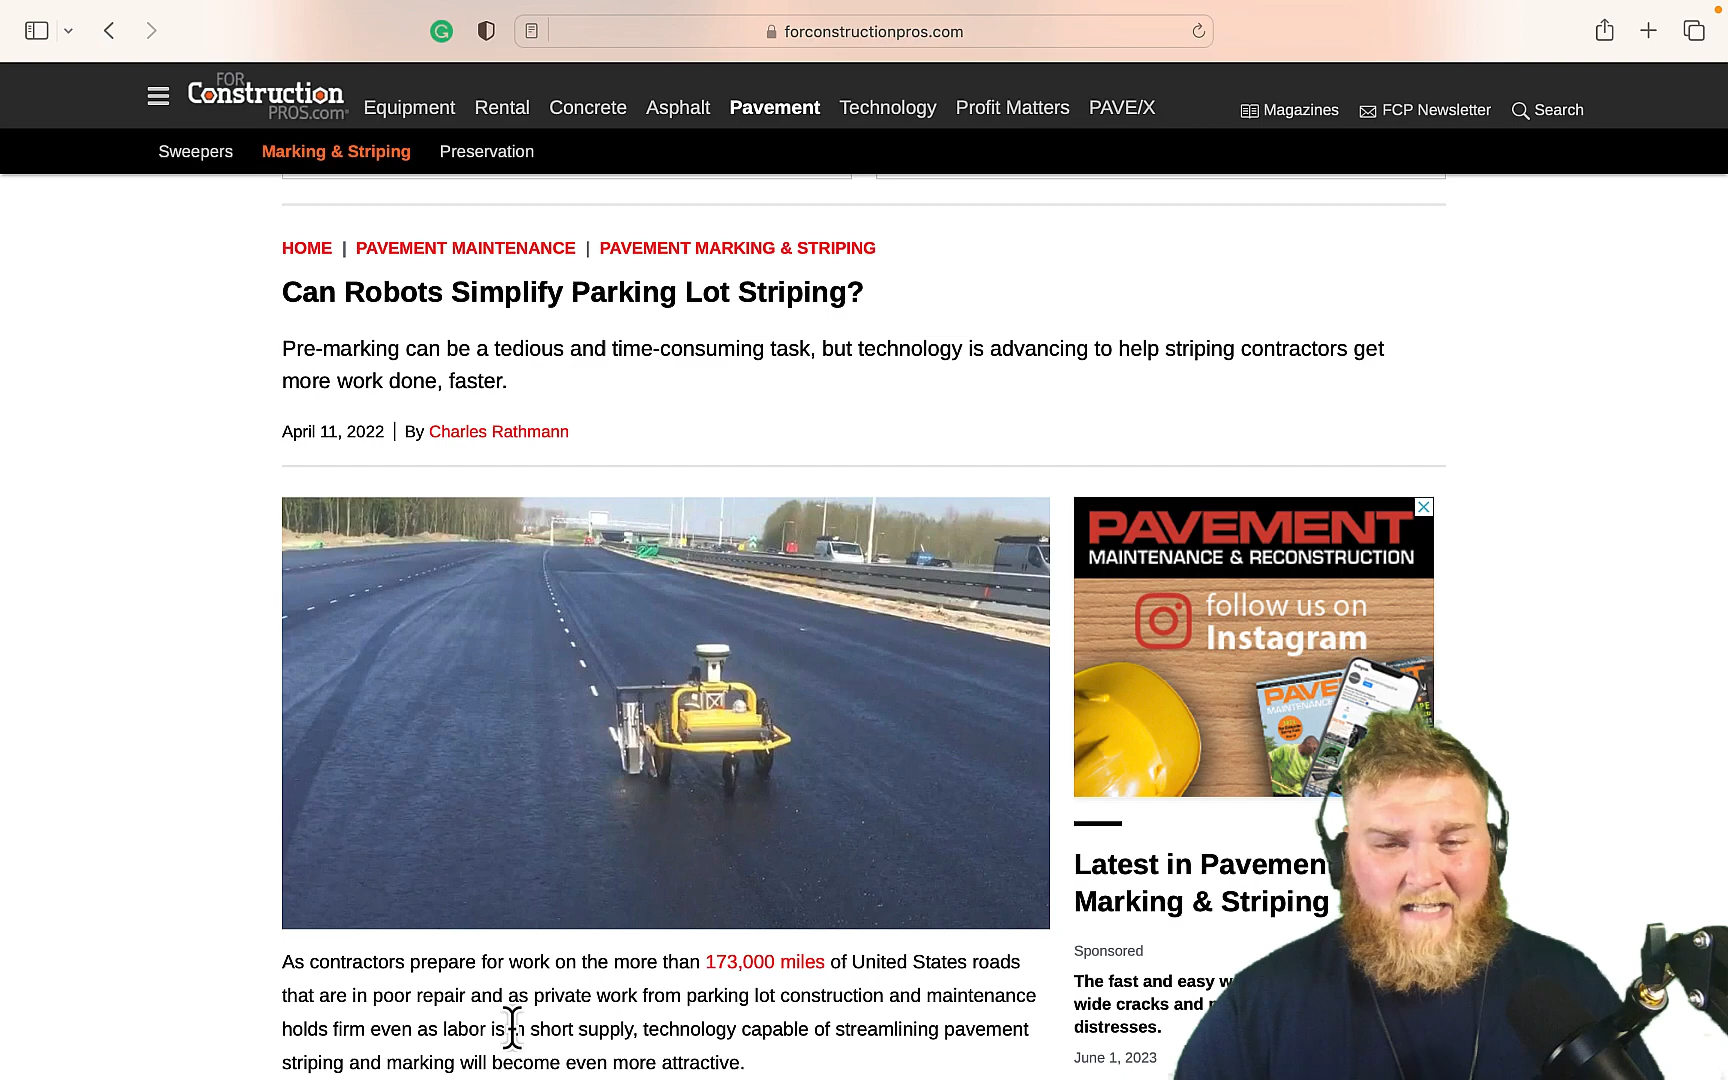 forconstructionpros.com
FOR
Construction
PROS.com
Equipment Rental Concrete Asphalt Pavement Technology Profit Matters PAVE/X
Magazines FCP Newsletter Search
Sweepers Marking & Striping Preservation
HOME | PAVEMENT MAINTENANCE | PAVEMENT MARKING & STRIPING
Can Robots Simplify Parking Lot Striping?
Pre-marking can be a tedious and time-consuming task, but technology is advancing to help striping contractors get
more work done, faster.
April 11, 2022 | By Charles Rathmann
PAVEMENT
MAINTENANCE & RECONSTRUCTION
follow us on
Instagram
As contractors prepare for work on the more than 173,000 miles of United States roads
that are in poor repair and as private work from parking lot construction and maintenance
holds firm even as labor is in short supply, technology capable of streamlining pavement
striping and marking will become even more attractive.
Latest in Pavemen
Marking & Striping
Sponsored
The fast and easy w
wide cracks and
distresses.
June 1, 2023